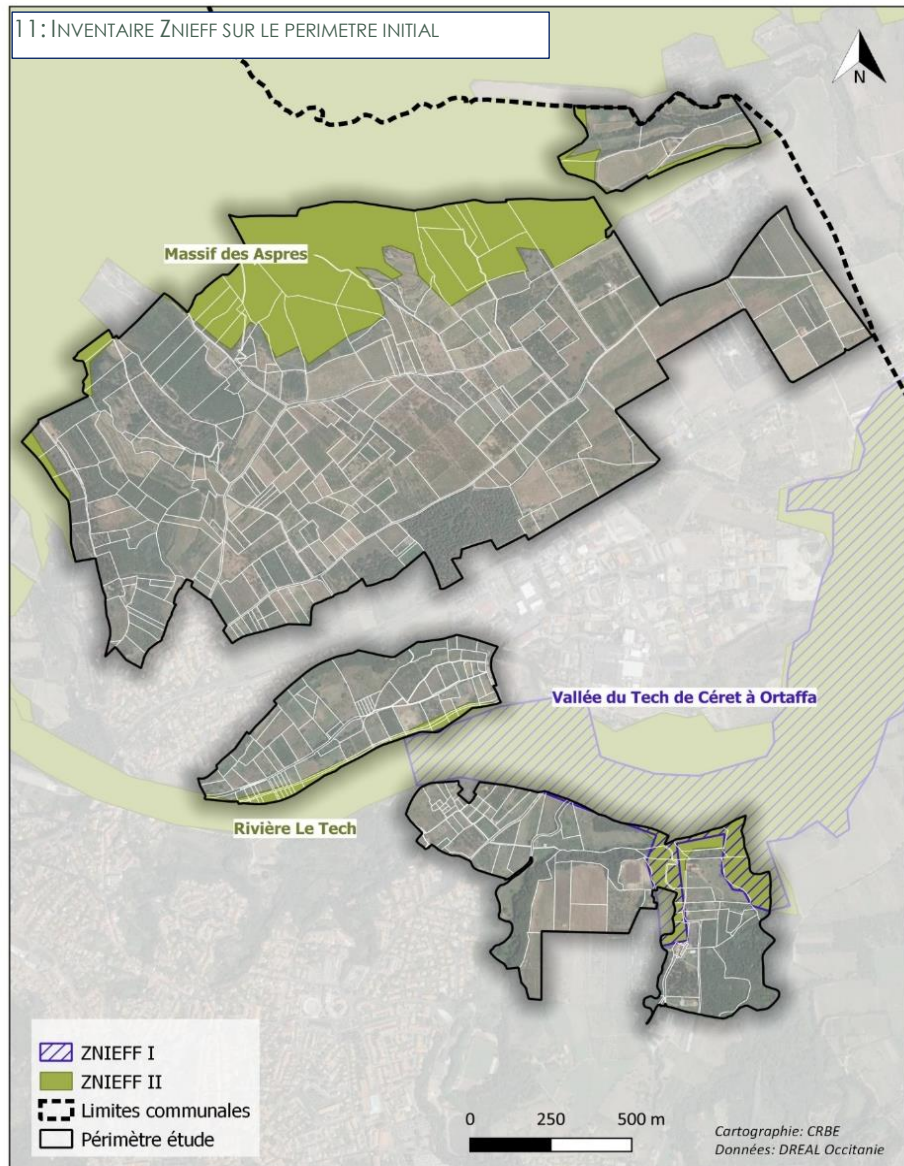 11: INVENTAIRE ZNIEFF SUR LE PERIMETRE INITIAL
N
Massif des Aspres
Vallée du Tech de Céret à Ortaffa
Rivière Le Tech
ZNIEFF I
ZNIEFF II
Limites communales
Périmètre étude
0 250 500 m
Cartographie: CRBE
Données: DREAL Occitanie